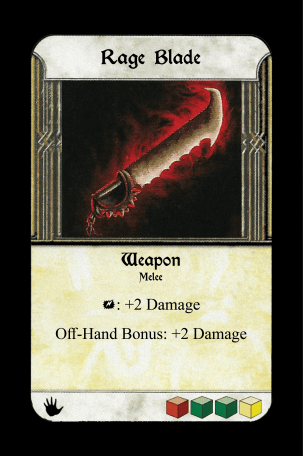 Rage Blade
Weapon
Melee
: +2 Damage
Off-Hand Bonus: +2 Damage